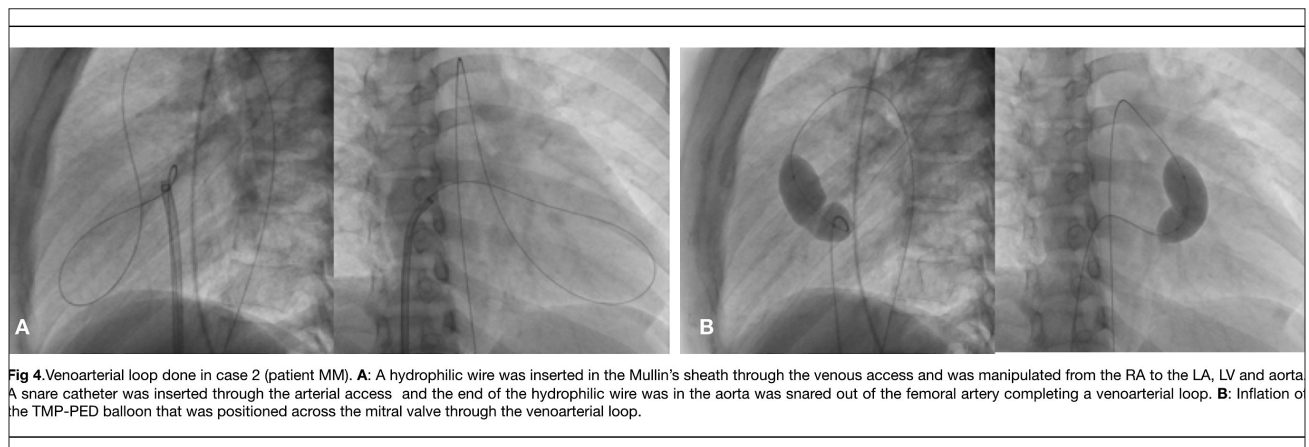 A
B
Fig 4.Venoarterial loop done in case 2 (patient MM). A: A hydrophilic wire was inserted in the Mullin's sheath through the venous access and was manipulated from the RA to the LA, LV and aorta.
A snare catheter was inserted through the arterial access and the end of the hydrophilic wire was in the aorta was snared out of the femoral artery completing a venoarterial loop. B: Inflation of
the TMP-PED balloon that was positioned across the mitral valve through the venoarterial loop.